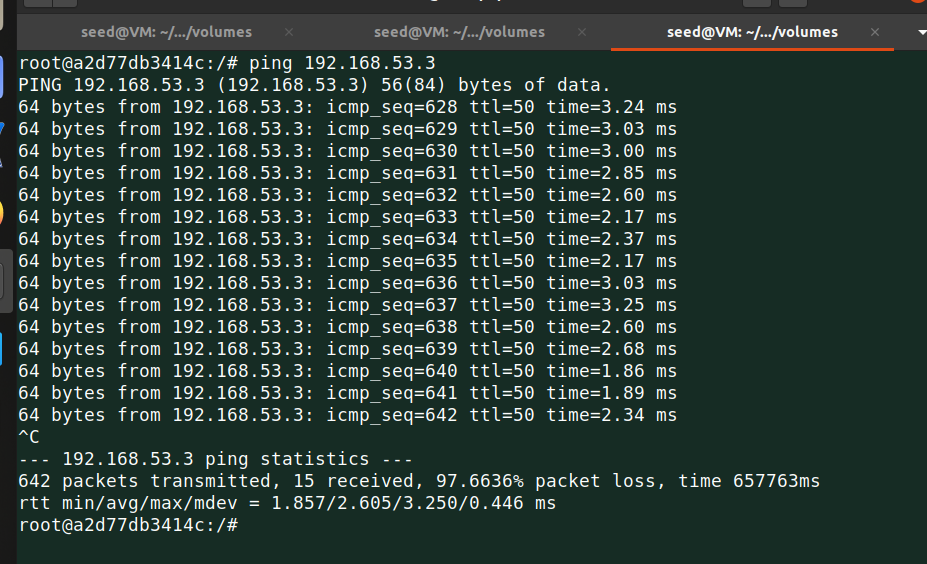 seed@VM: ~/.../volumes × seed@VM: ~/.../volumes × seed@VM: ~/.../volumes ×
root@a2d77db3414c:/# ping 192.168.53.3
PING 192.168.53.3 (192.168.53.3) 56(84) bytes of data.
64 bytes from 192.168.53.3: icmp_seq=628 ttl=50 time=3.24 ms
64 bytes from 192.168.53.3: icmp_seq=629 ttl=50 time=3.03 ms
64 bytes from 192.168.53.3: icmp_seq=630 ttl=50 time=3.00 ms
64 bytes from 192.168.53.3: icmp_seq=631 ttl=50 time=2.85 ms
64 bytes from 192.168.53.3: icmp_seq=632 ttl=50 time=2.60 ms
64 bytes from 192.168.53.3: icmp_seq=633 ttl=50 time=2.17 ms
64 bytes from 192.168.53.3: icmp_seq=634 ttl=50 time=2.37 ms
64 bytes from 192.168.53.3: icmp_seq=635 ttl=50 time=2.17 ms
64 bytes from 192.168.53.3: icmp_seq=636 ttl=50 time=3.03 ms
64 bytes from 192.168.53.3: icmp_seq=637 ttl=50 time=3.25 ms
64 bytes from 192.168.53.3: icmp_seq=638 ttl=50 time=2.60 ms
64 bytes from 192.168.53.3: icmp_seq=639 ttl=50 time=2.68 ms
64 bytes from 192.168.53.3: icmp_seq=640 ttl=50 time=1.86 ms
64 bytes from 192.168.53.3: icmp_seq=641 ttl=50 time=1.89 ms
64 bytes from 192.168.53.3: icmp_seq=642 ttl=50 time=2.34 ms
^C
--- 192.168.53.3 ping statistics ---
642 packets transmitted, 15 received, 97.6636% packet loss, time 657763ms
rtt min/avg/max/mdev = 1.857/2.605/3.250/0.446 ms
root@a2d77db3414c:/#